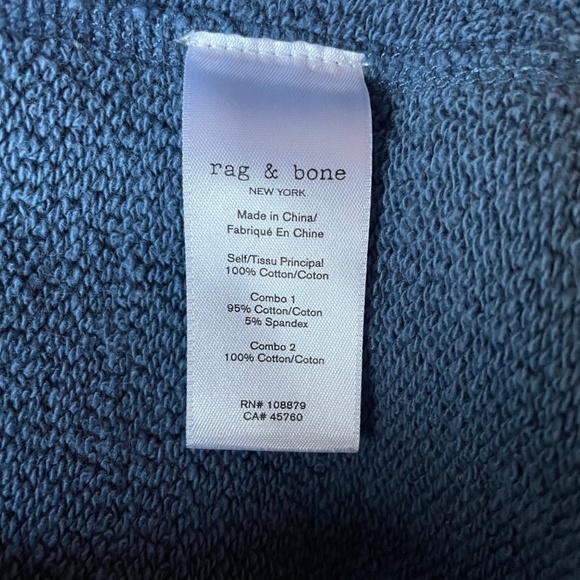 rag & bone
NEW YORK
Made in China/
Fabriqué En Chine
Self/Tissu Principal
100% Cotton/Coton
Combo 1
95% Cotton/Coton
5% Spandex
Combo 2
100% Cotton/Coton
RN# 108879
CA# 45760